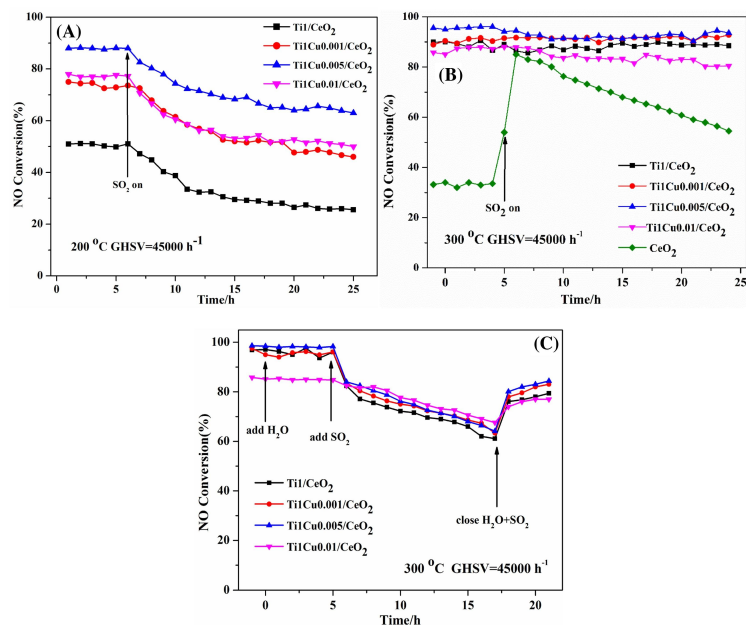 (A)
Ti1/CeO2
Ti1Cu0.001/CeO2
Ti1Cu0.005/CeO2
Ti1Cu0.01/CeO2
NO Conversion(%)
100
80
60
40
20
0
SO2 on
200 °C GHSV=45000 h-1
0 5 10 15 20 25
Time/h
(B)
NO Conversion(%)
100
80
60
40
20
0
SO2 on
Ti1/CeO2
Ti1Cu0.001/CeO2
Ti1Cu0.005/CeO2
Ti1Cu0.01/CeO2
CeO2
300 °C GHSV=45000 h-1
0 5 10 15 20 25
Time/h
(C)
NO Conversion(%)
100
80
60
40
20
0
add H2O
add SO2
close H2O+SO2
Ti1/CeO2
Ti1Cu0.001/CeO2
Ti1Cu0.005/CeO2
Ti1Cu0.01/CeO2
300 °C GHSV=45000 h-1
0 5 10 15 20
Time/h